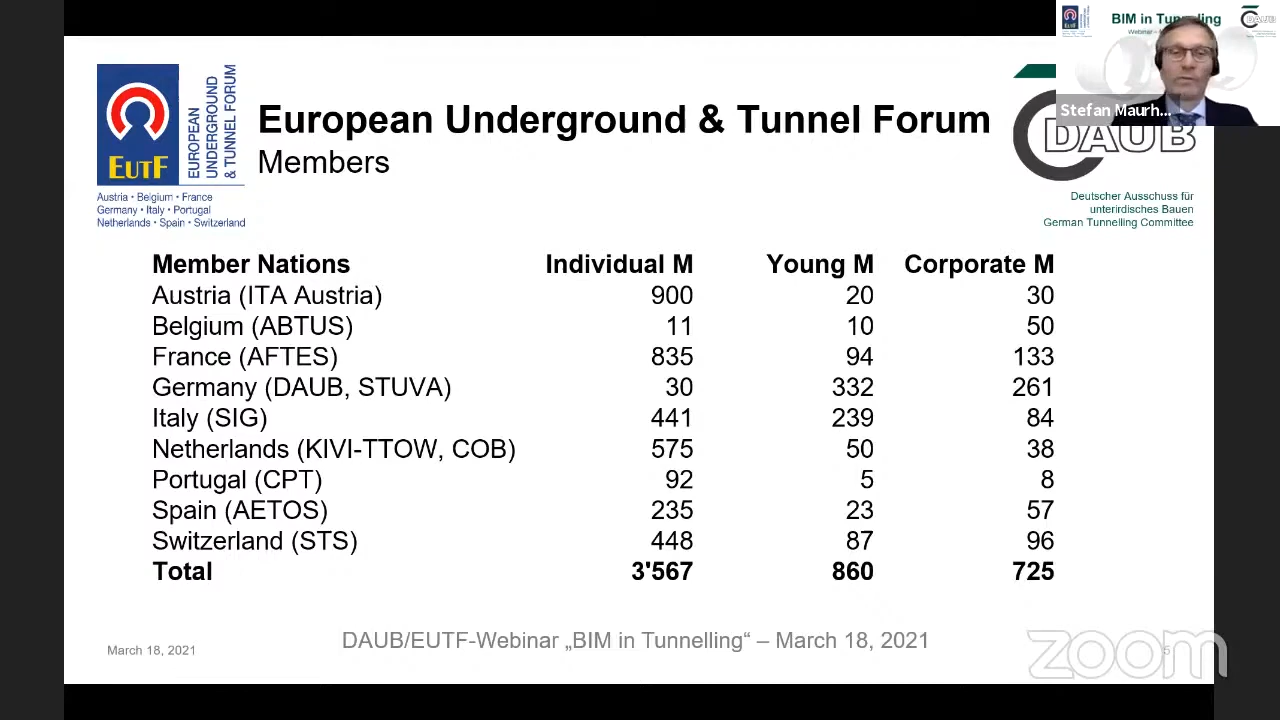 BIM in Tunnelling
EUTF
EUROPEAN
UNDERGROUND
& TUNNEL FORUM
Austria • Belgium • France
Germany • Italy • Portugal
Netherlands • Spain • Switzerland
European Underground & Tunnel Forum
Members
Stefan Maurh...
DAUB
Deutscher Ausschuss für
unterirdisches Bauen
German Tunnelling Committee
Member Nations Individual M Young M Corporate M
Austria (ITA Austria) 900 20 30
Belgium (ABTUS) 11 10 50
France (AFTES) 835 94 133
Germany (DAUB, STUVA) 30 332 261
Italy (SIG) 441 239 84
Netherlands (KIVI-TTOW, COB) 575 50 38
Portugal (CPT) 92 5 8
Spain (AETOS) 235 23 57
Switzerland (STS) 448 87 96
Total 3'567 860 725
March 18, 2021
DAUB/EUTF-Webinar „BIM in Tunnelling“ – March 18, 2021
5
zoom